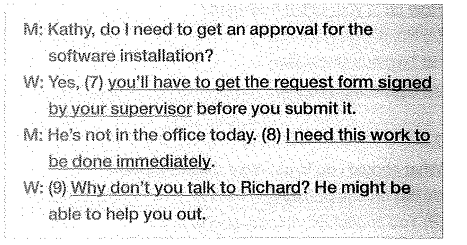 M: Kathy, do I need to get an approval for the
software installation?
W: Yes, (7) you'll have to get the request form signed
by your supervisor before you submit it.
M: He's not in the office today. (8) I need this work to
be done immediately.
W: (9) Why don't you talk to Richard? He might be
able to help you out.